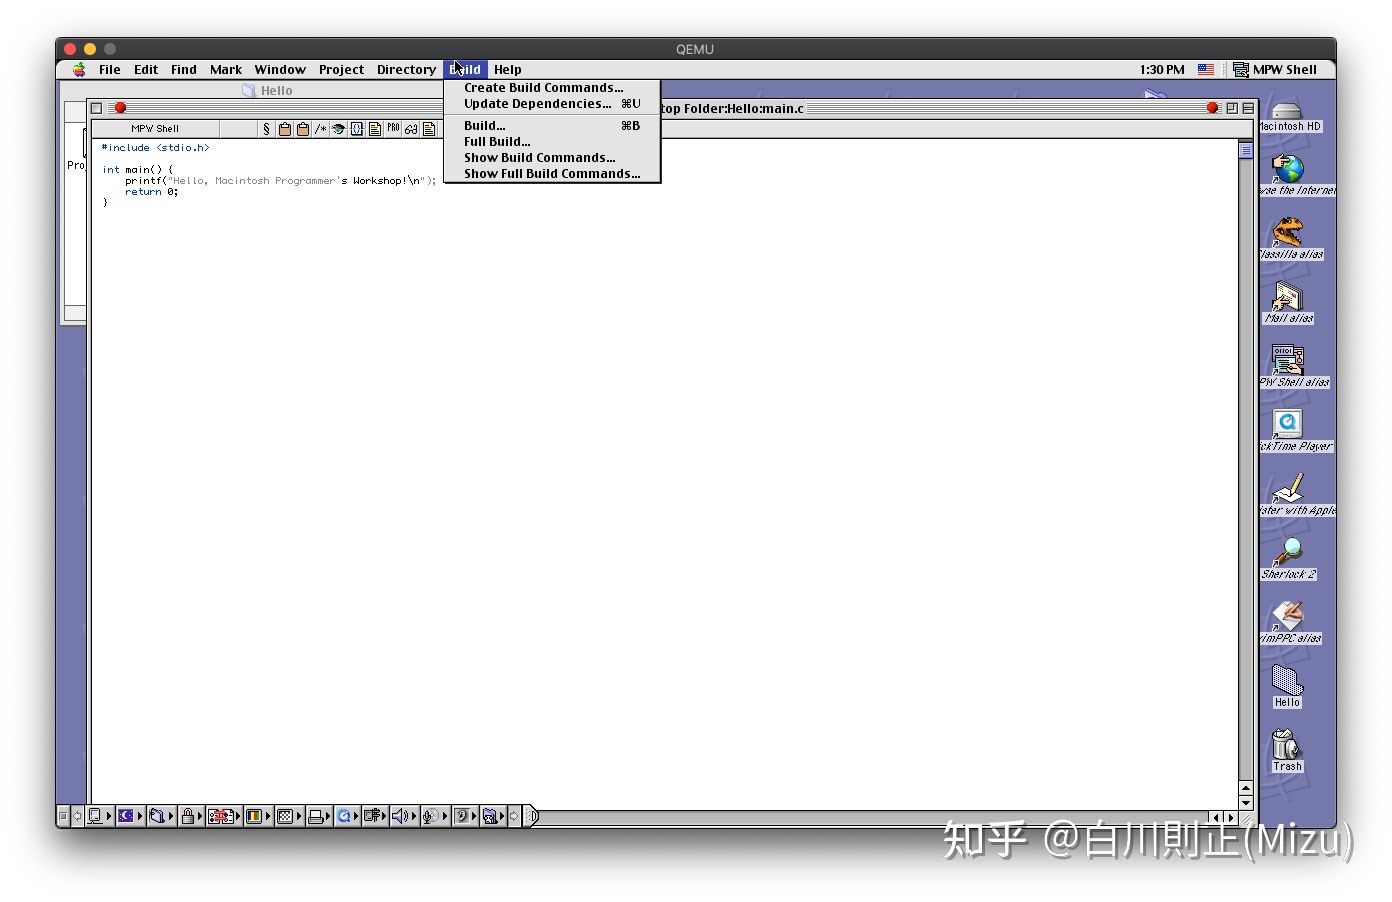 QEMU
File Edit Find Mark Window Project Directory Build Help 1:30 PM MPW Shell
Hello
top Folder:Hello:main.c
MPW Shell § /* PRO
Create Build Commands...
Update Dependencies... ⌘U
Build... ⌘B
Full Build...
Show Build Commands...
Show Full Build Commands...
#include <stdio.h>
int main() {
printf("Hello, Macintosh Programmer's Workshop!\n");
return 0;
}
Macintosh HD
wse the Internet
Classilla alias
Mail alias
PW Shell alias
ickTime Player
ister with Apple
Sherlock 2
vimPPC alias
Hello
Trash
知乎 @白川則正(Mizu)